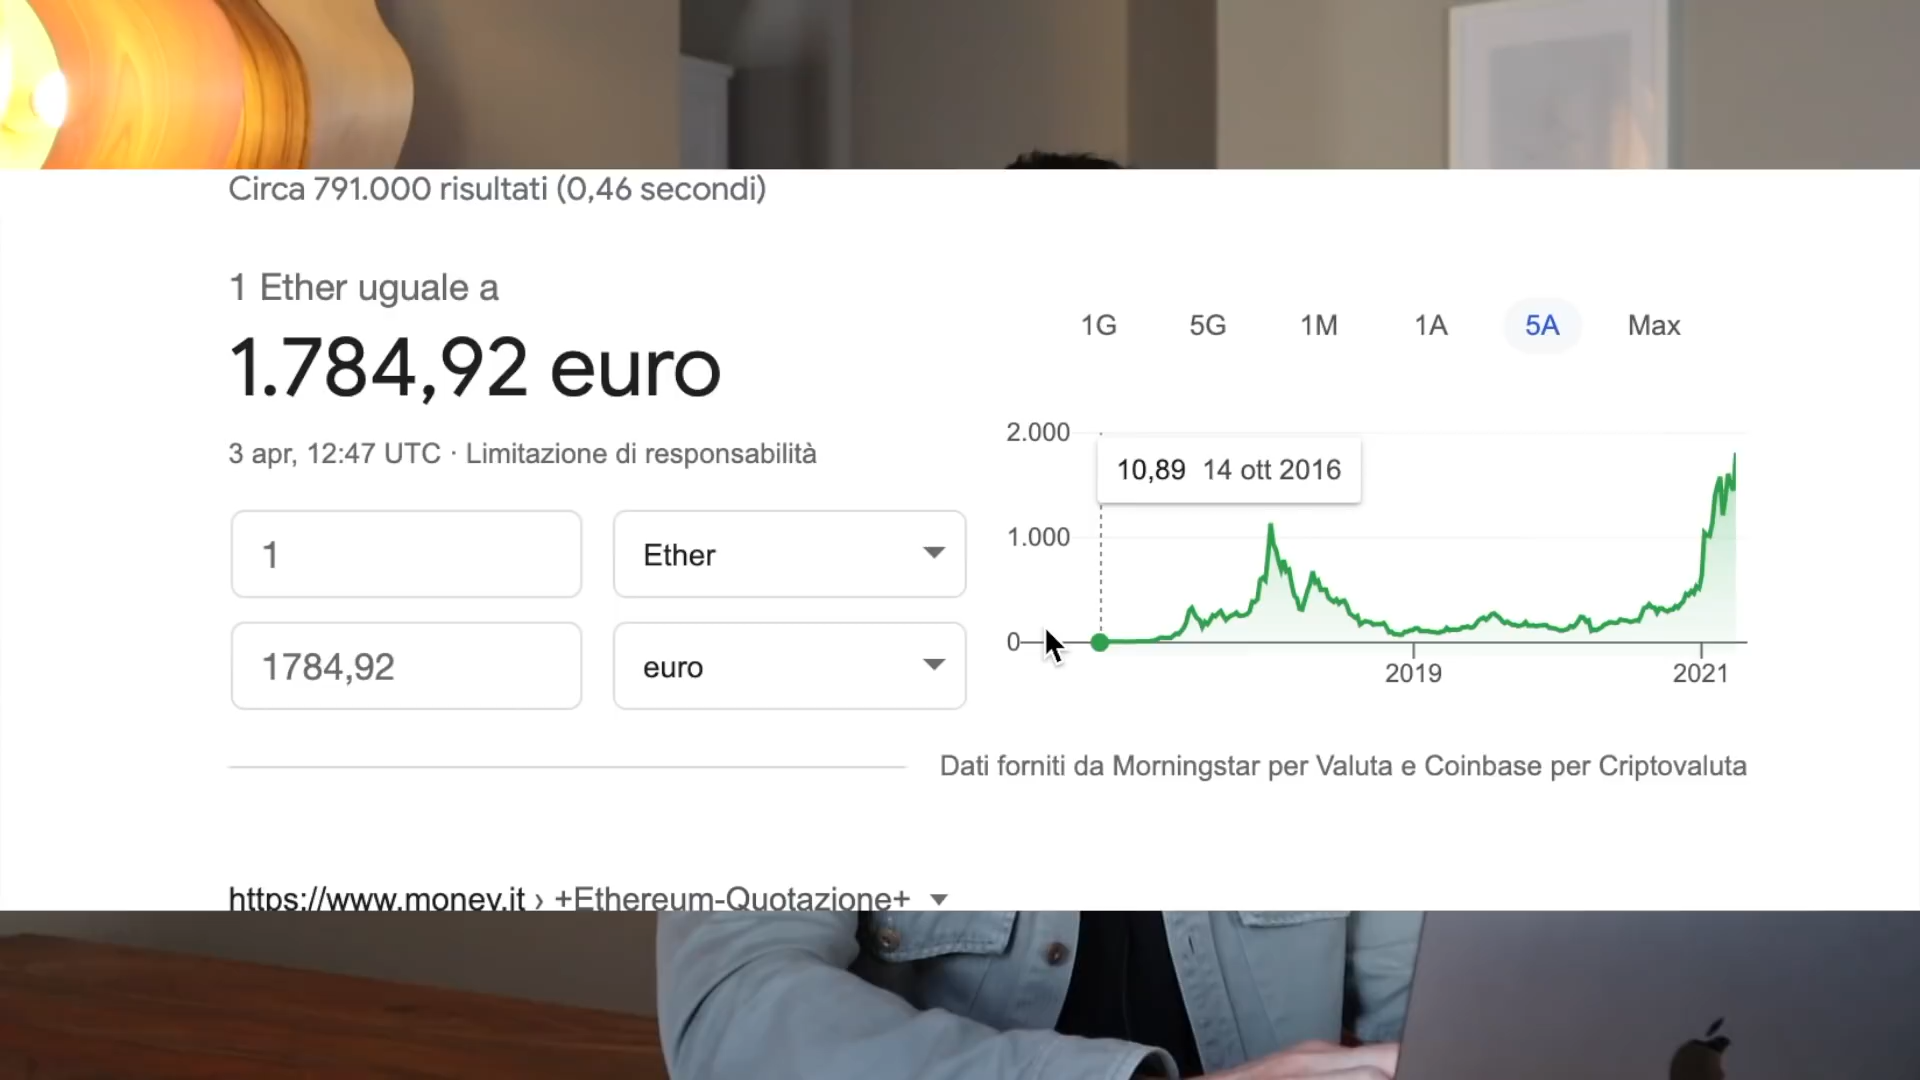 Circa 791.000 risultati (0,46 secondi)
1 Ether uguale a
1.784,92 euro
3 apr, 12:47 UTC · Limitazione di responsabilità
1 Ether
1784,92 euro
1G 5G 1M 1A 5A Max
2.000
10,89 14 ott 2016
1.000
0
2019 2021
Dati forniti da Morningstar per Valuta e Coinbase per Criptovaluta
https://www.money.it › +Ethereum-Quotazione+